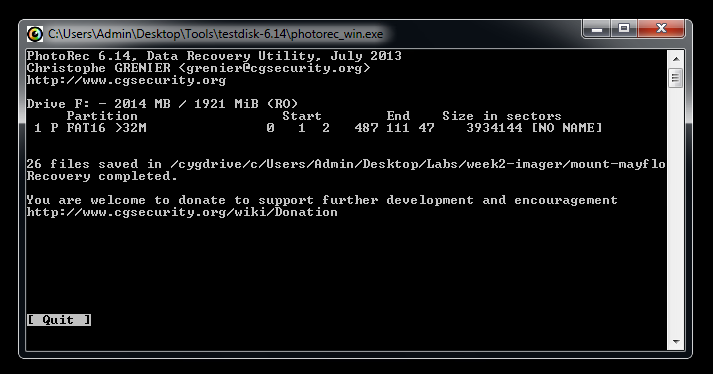 C:\Users\Admin\Desktop\Tools\testdisk-6.14\photorec_win.exe
PhotoRec 6.14, Data Recovery Utility, July 2013
Christophe GRENIER <grenier@cgsecurity.org>
http://www.cgsecurity.org
Drive F: - 2014 MB / 1921 MiB (RO)
Partition Start End Size in sectors
1 P FAT16 >32M 0 1 2 487 111 47 3934144 [NO NAME]
26 files saved in /cygdrive/c/Users/Admin/Desktop/Labs/week2-imager/mount-mayflo
Recovery completed.
You are welcome to donate to support further development and encouragement
http://www.cgsecurity.org/wiki/Donation
[ Quit ]